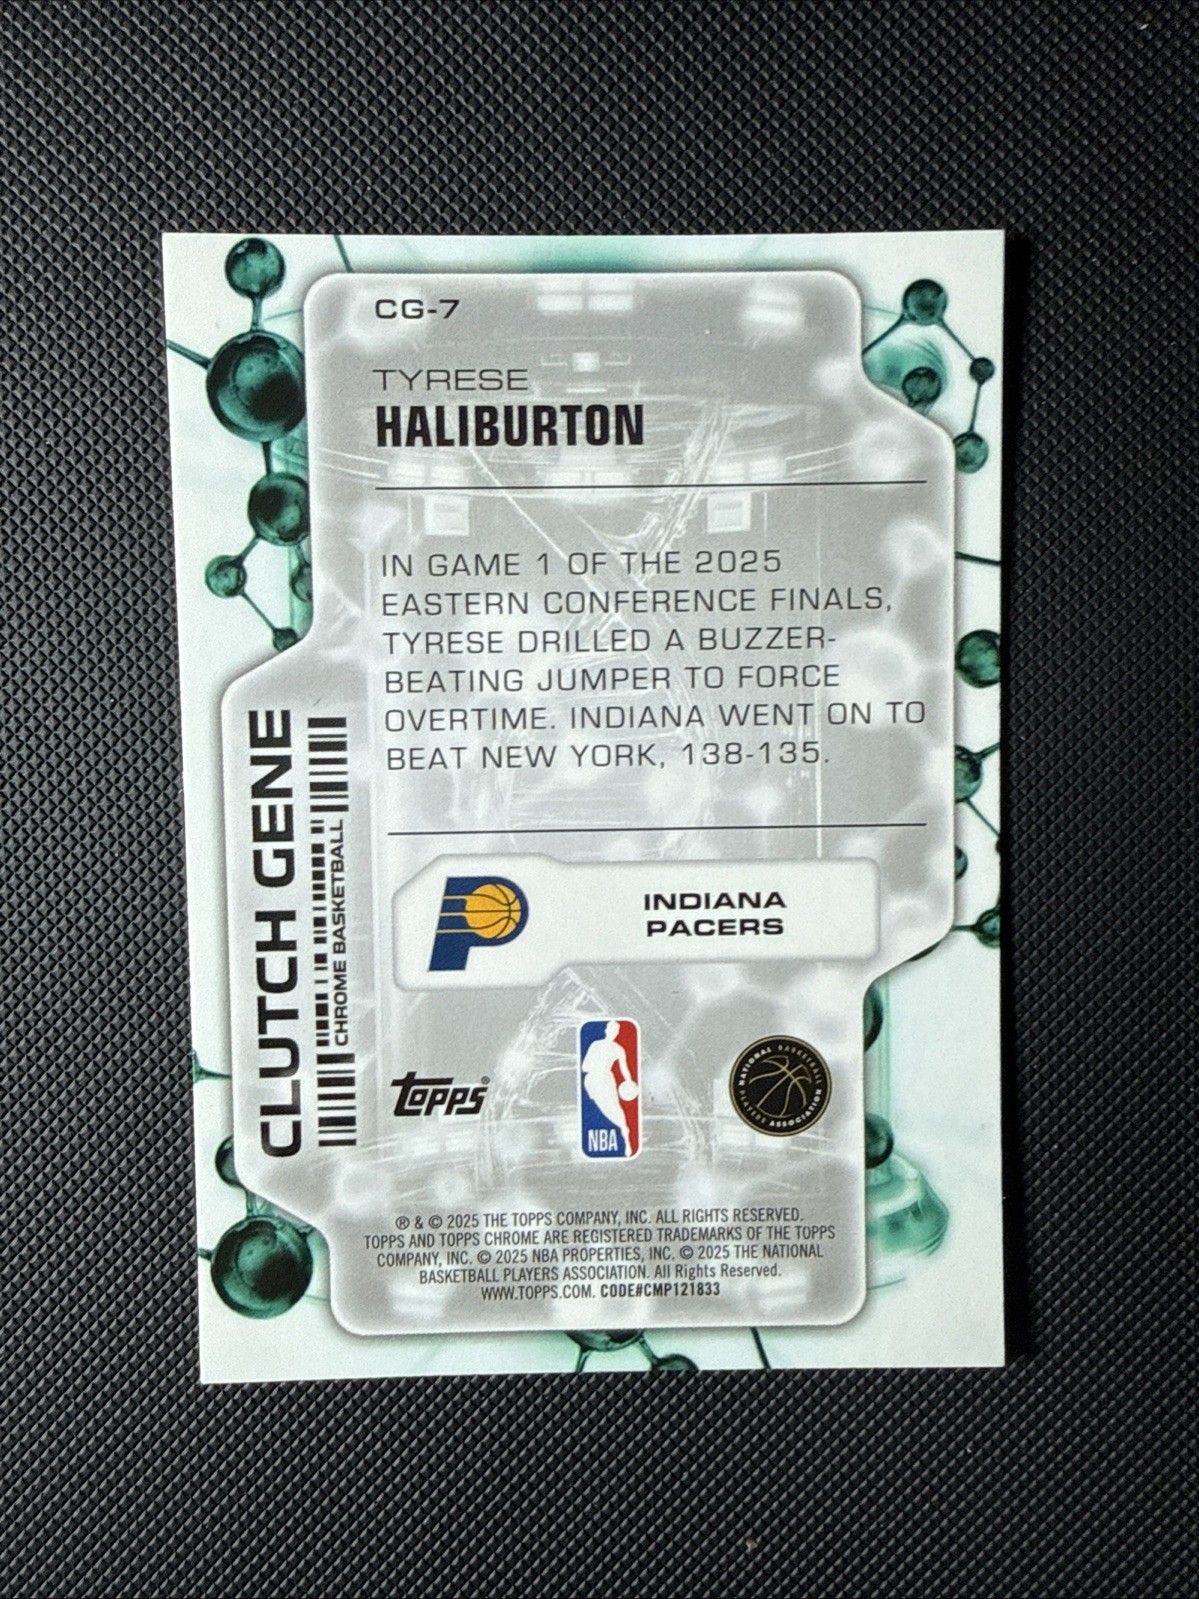 CG-7
TYRESE
HALIBURTON
IN GAME 1 OF THE 2025
EASTERN CONFERENCE FINALS,
TYRESE DRILLED A BUZZER-
BEATING JUMPER TO FORCE
OVERTIME. INDIANA WENT ON TO
BEAT NEW YORK, 138-135.
CLUTCH GENE
CHROME BASKETBALL
INDIANA
PACERS
topps®
NBA
NATIONAL BASKETBALL
PLAYERS ASSOCIATION
® & © 2025 THE TOPPS COMPANY, INC. ALL RIGHTS RESERVED.
TOPPS AND TOPPS CHROME ARE REGISTERED TRADEMARKS OF THE TOPPS
COMPANY, INC. © 2025 NBA PROPERTIES, INC. © 2025 THE NATIONAL
BASKETBALL PLAYERS ASSOCIATION. All Rights Reserved.
WWW.TOPPS.COM. CODE#CMP121833